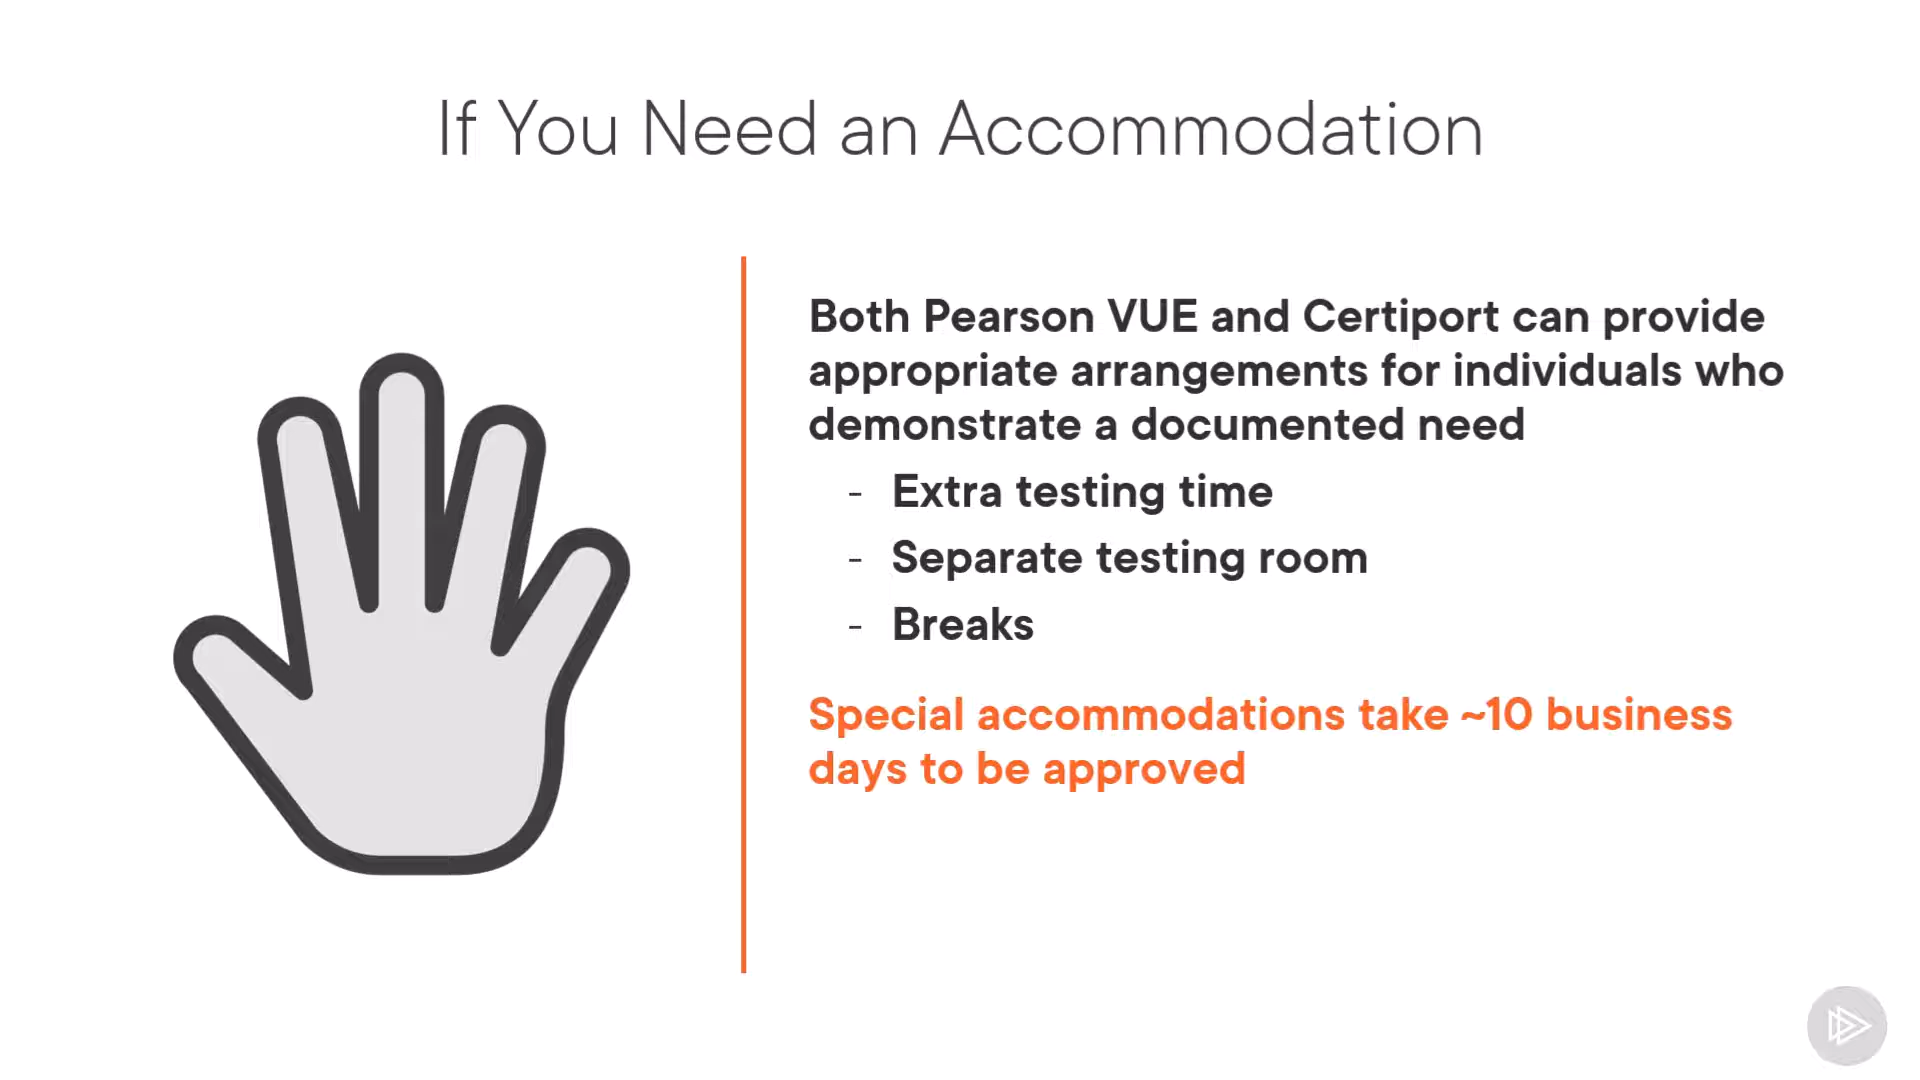 If You Need an Accommodation
Both Pearson VUE and Certiport can provide
appropriate arrangements for individuals who
demonstrate a documented need
- Extra testing time
- Separate testing room
- Breaks
Special accommodations take ~10 business
days to be approved